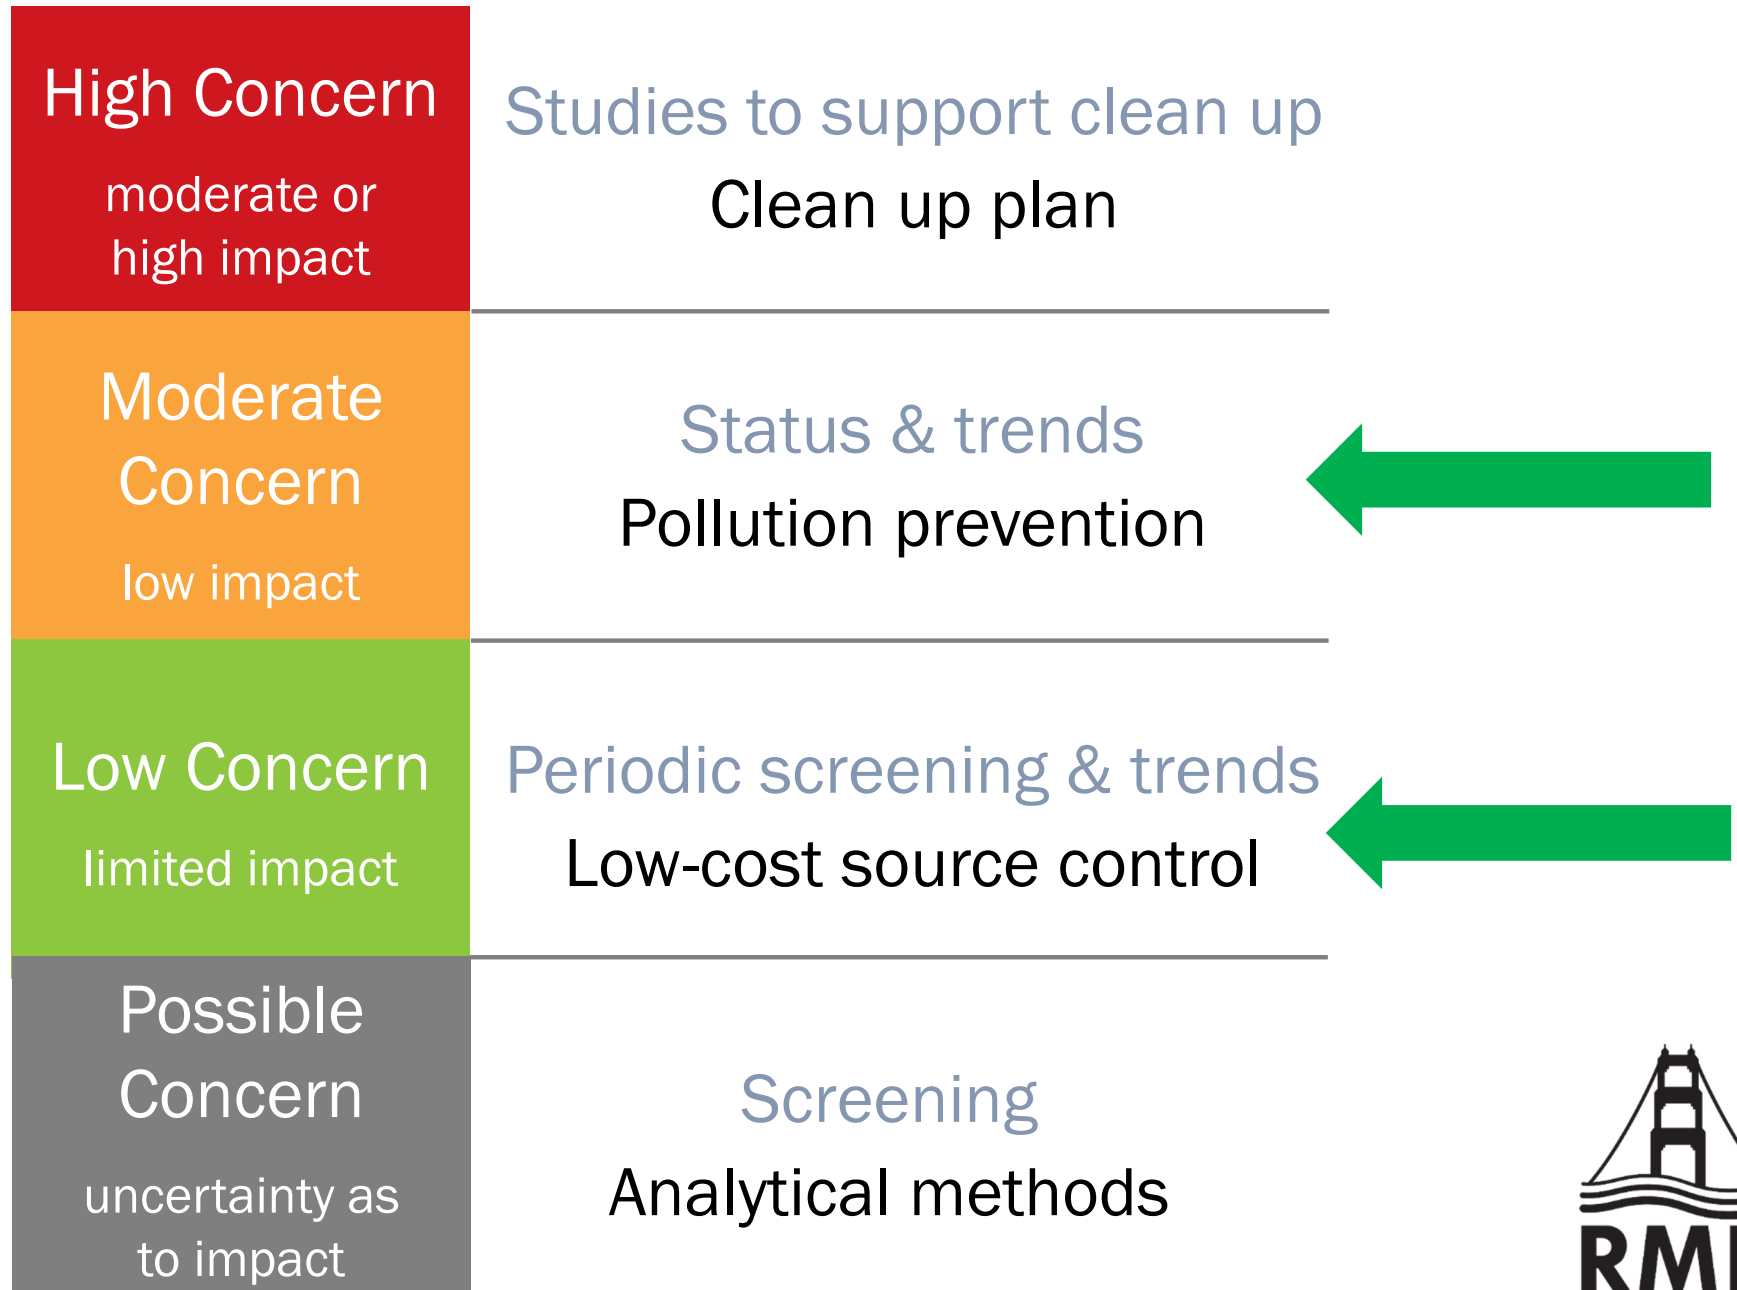 High Concern
moderate or
high impact
Studies to support clean up
Clean up plan
Moderate
Concern
low impact
Status & trends
Pollution prevention
Low Concern
limited impact
Periodic screening & trends
Low-cost source control
Possible
Concern
uncertainty as
to impact
Screening
Analytical methods